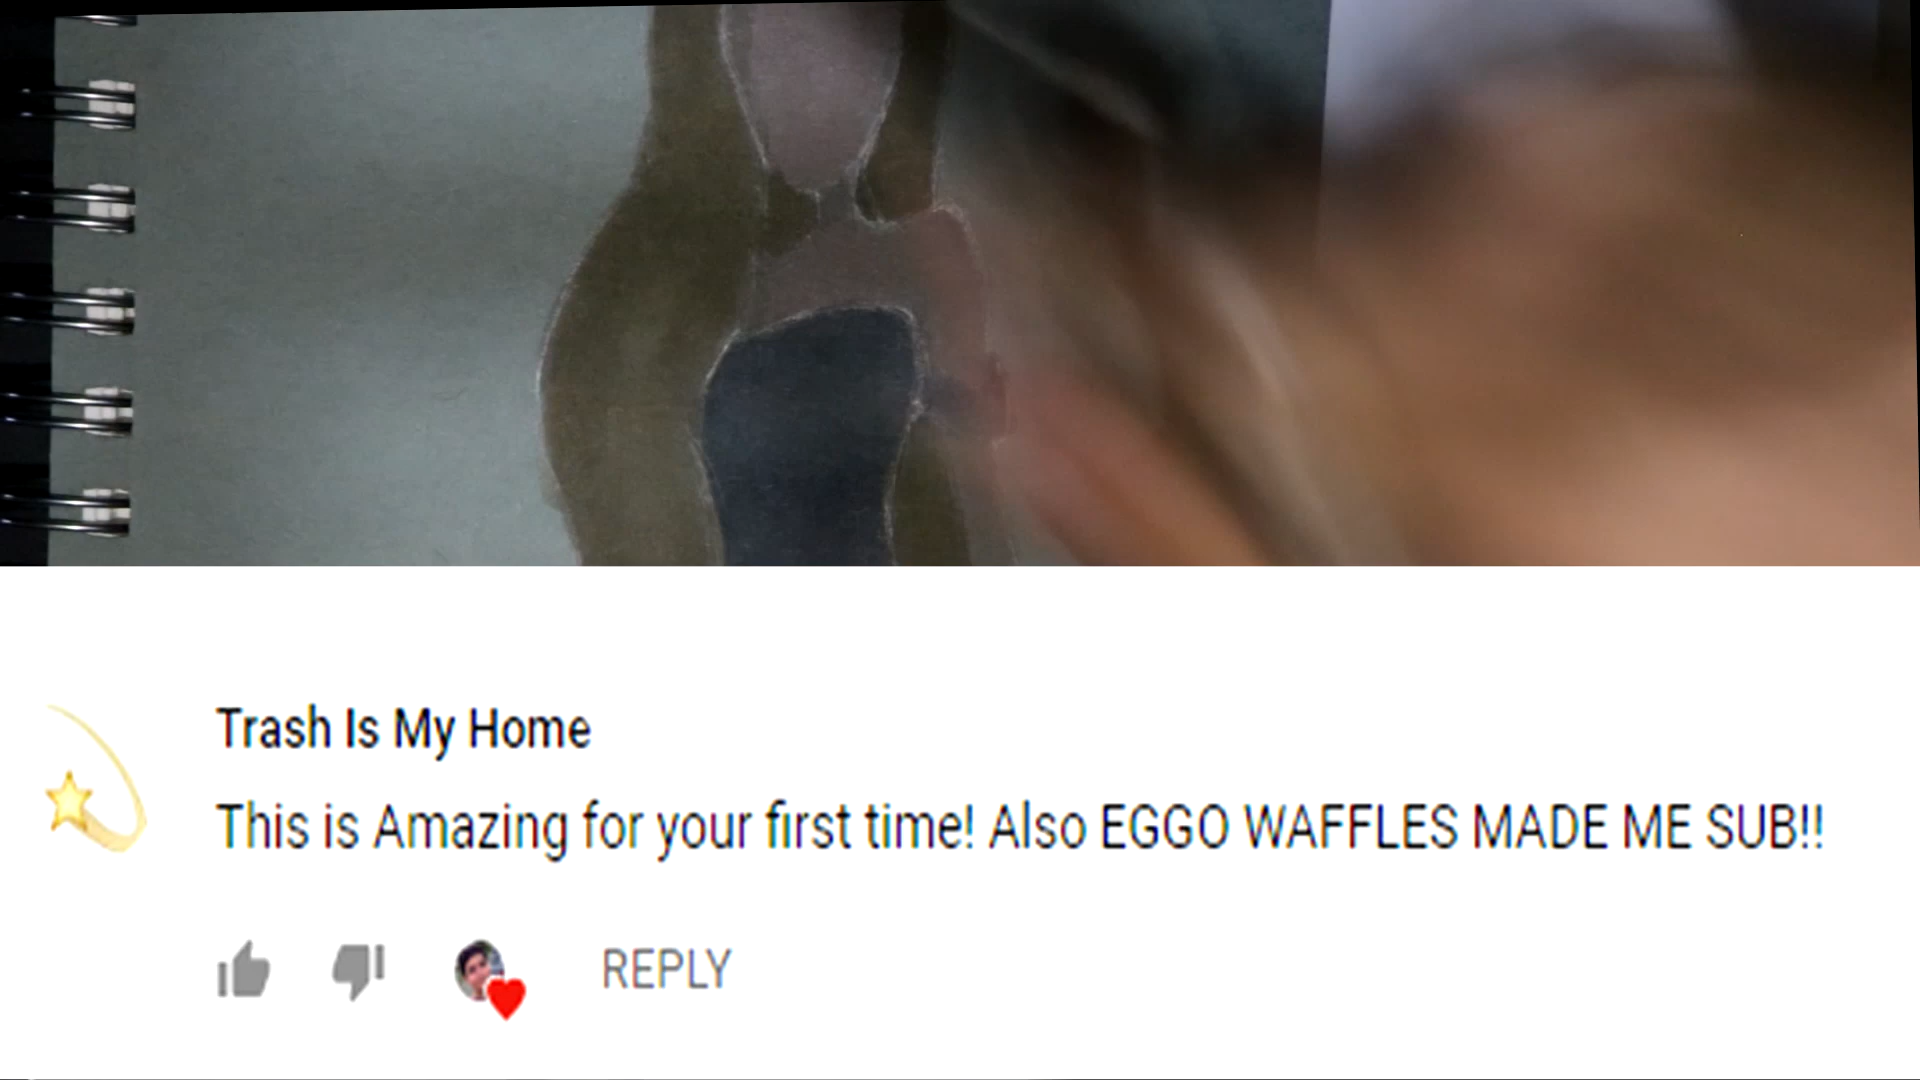 Trash Is My Home
This is Amazing for your first time! Also EGGO WAFFLES MADE ME SUB!!
REPLY